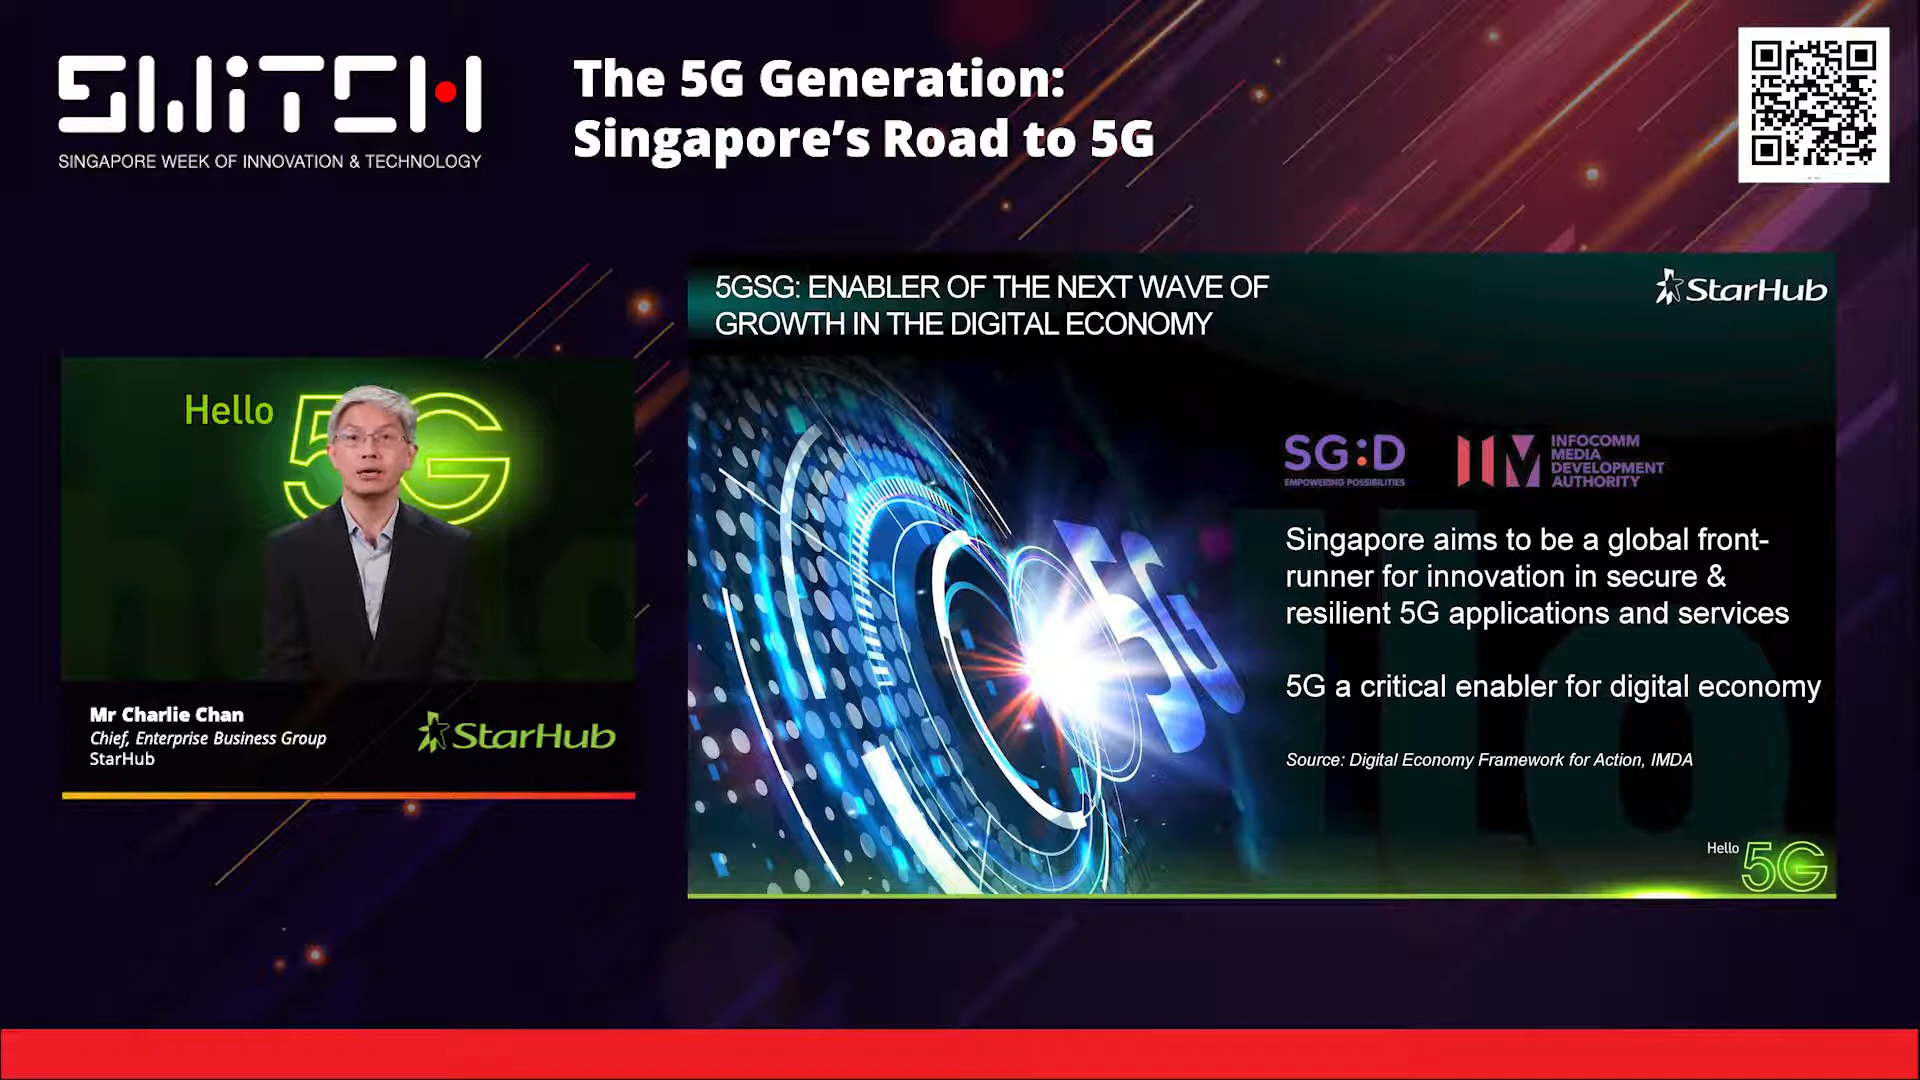 SWITCH
SINGAPORE WEEK OF INNOVATION & TECHNOLOGY
The 5G Generation:
Singapore’s Road to 5G
Hello 5G
Mr Charlie Chan
Chief, Enterprise Business Group
StarHub
StarHub
5GSG: ENABLER OF THE NEXT WAVE OF
GROWTH IN THE DIGITAL ECONOMY
StarHub
5G
SG:D
EMPOWERING POSSIBILITIES
IM
INFOCOMM
MEDIA
DEVELOPMENT
AUTHORITY
Singapore aims to be a global front-
runner for innovation in secure &
resilient 5G applications and services
5G a critical enabler for digital economy
Source: Digital Economy Framework for Action, IMDA
Hello 5G